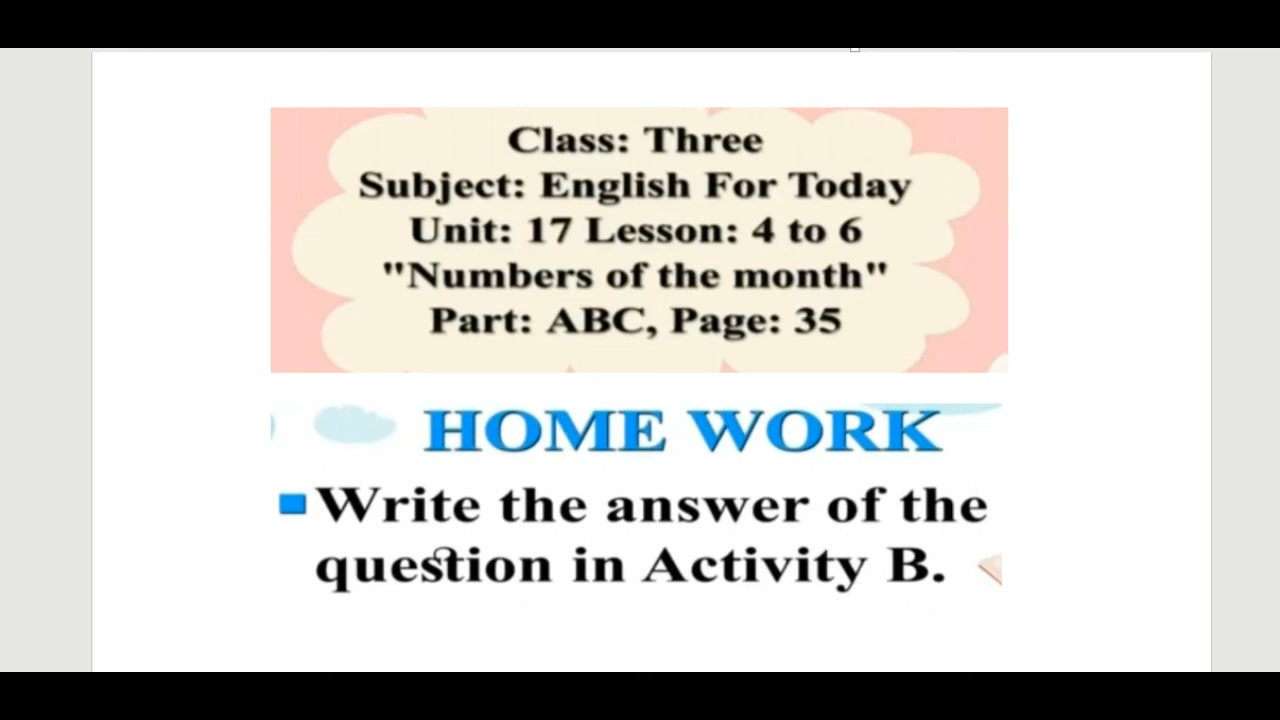 Class: Three
Subject: English For Today
Unit: 17 Lesson: 4 to 6
"Numbers of the month"
Part: ABC, Page: 35
HOME WORK
Write the answer of the
question in Activity B.